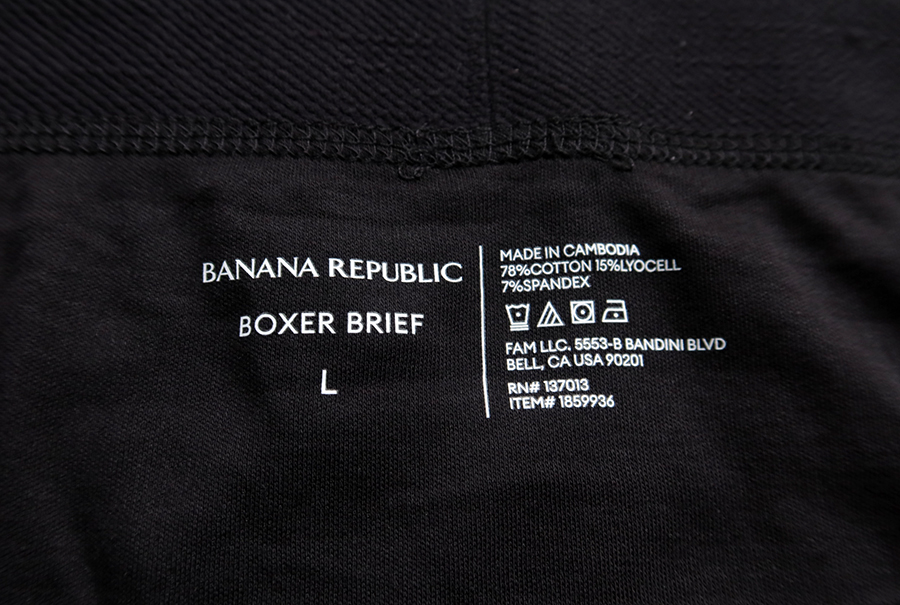 BANANA REPUBLIC
BOXER BRIEF
L
MADE IN CAMBODIA
78%COTTON 15%LYOCELL
7%SPANDEX
FAM LLC. 5553-B BANDINI BLVD
BELL, CA USA 90201
RN# 137013
ITEM# 1859936